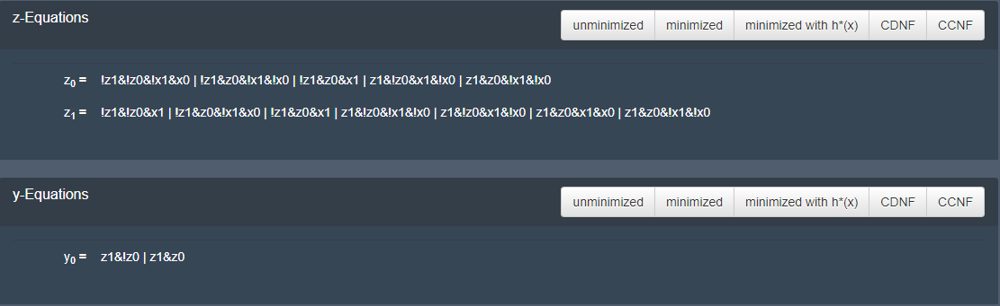 z-Equations
unminimized minimized minimized with h*(x) CDNF CCNF
z0 = !z1&!z0&!x1&x0 | !z1&z0&!x1&!x0 | !z1&z0&x1 | z1&!z0&x1&!x0 | z1&z0&!x1&!x0
z1 = !z1&!z0&x1 | !z1&z0&!x1&x0 | !z1&z0&x1 | z1&!z0&!x1&!x0 | z1&!z0&x1&!x0 | z1&z0&x1&x0 | z1&z0&!x1&!x0
y-Equations
unminimized minimized minimized with h*(x) CDNF CCNF
y0 = z1&!z0 | z1&z0